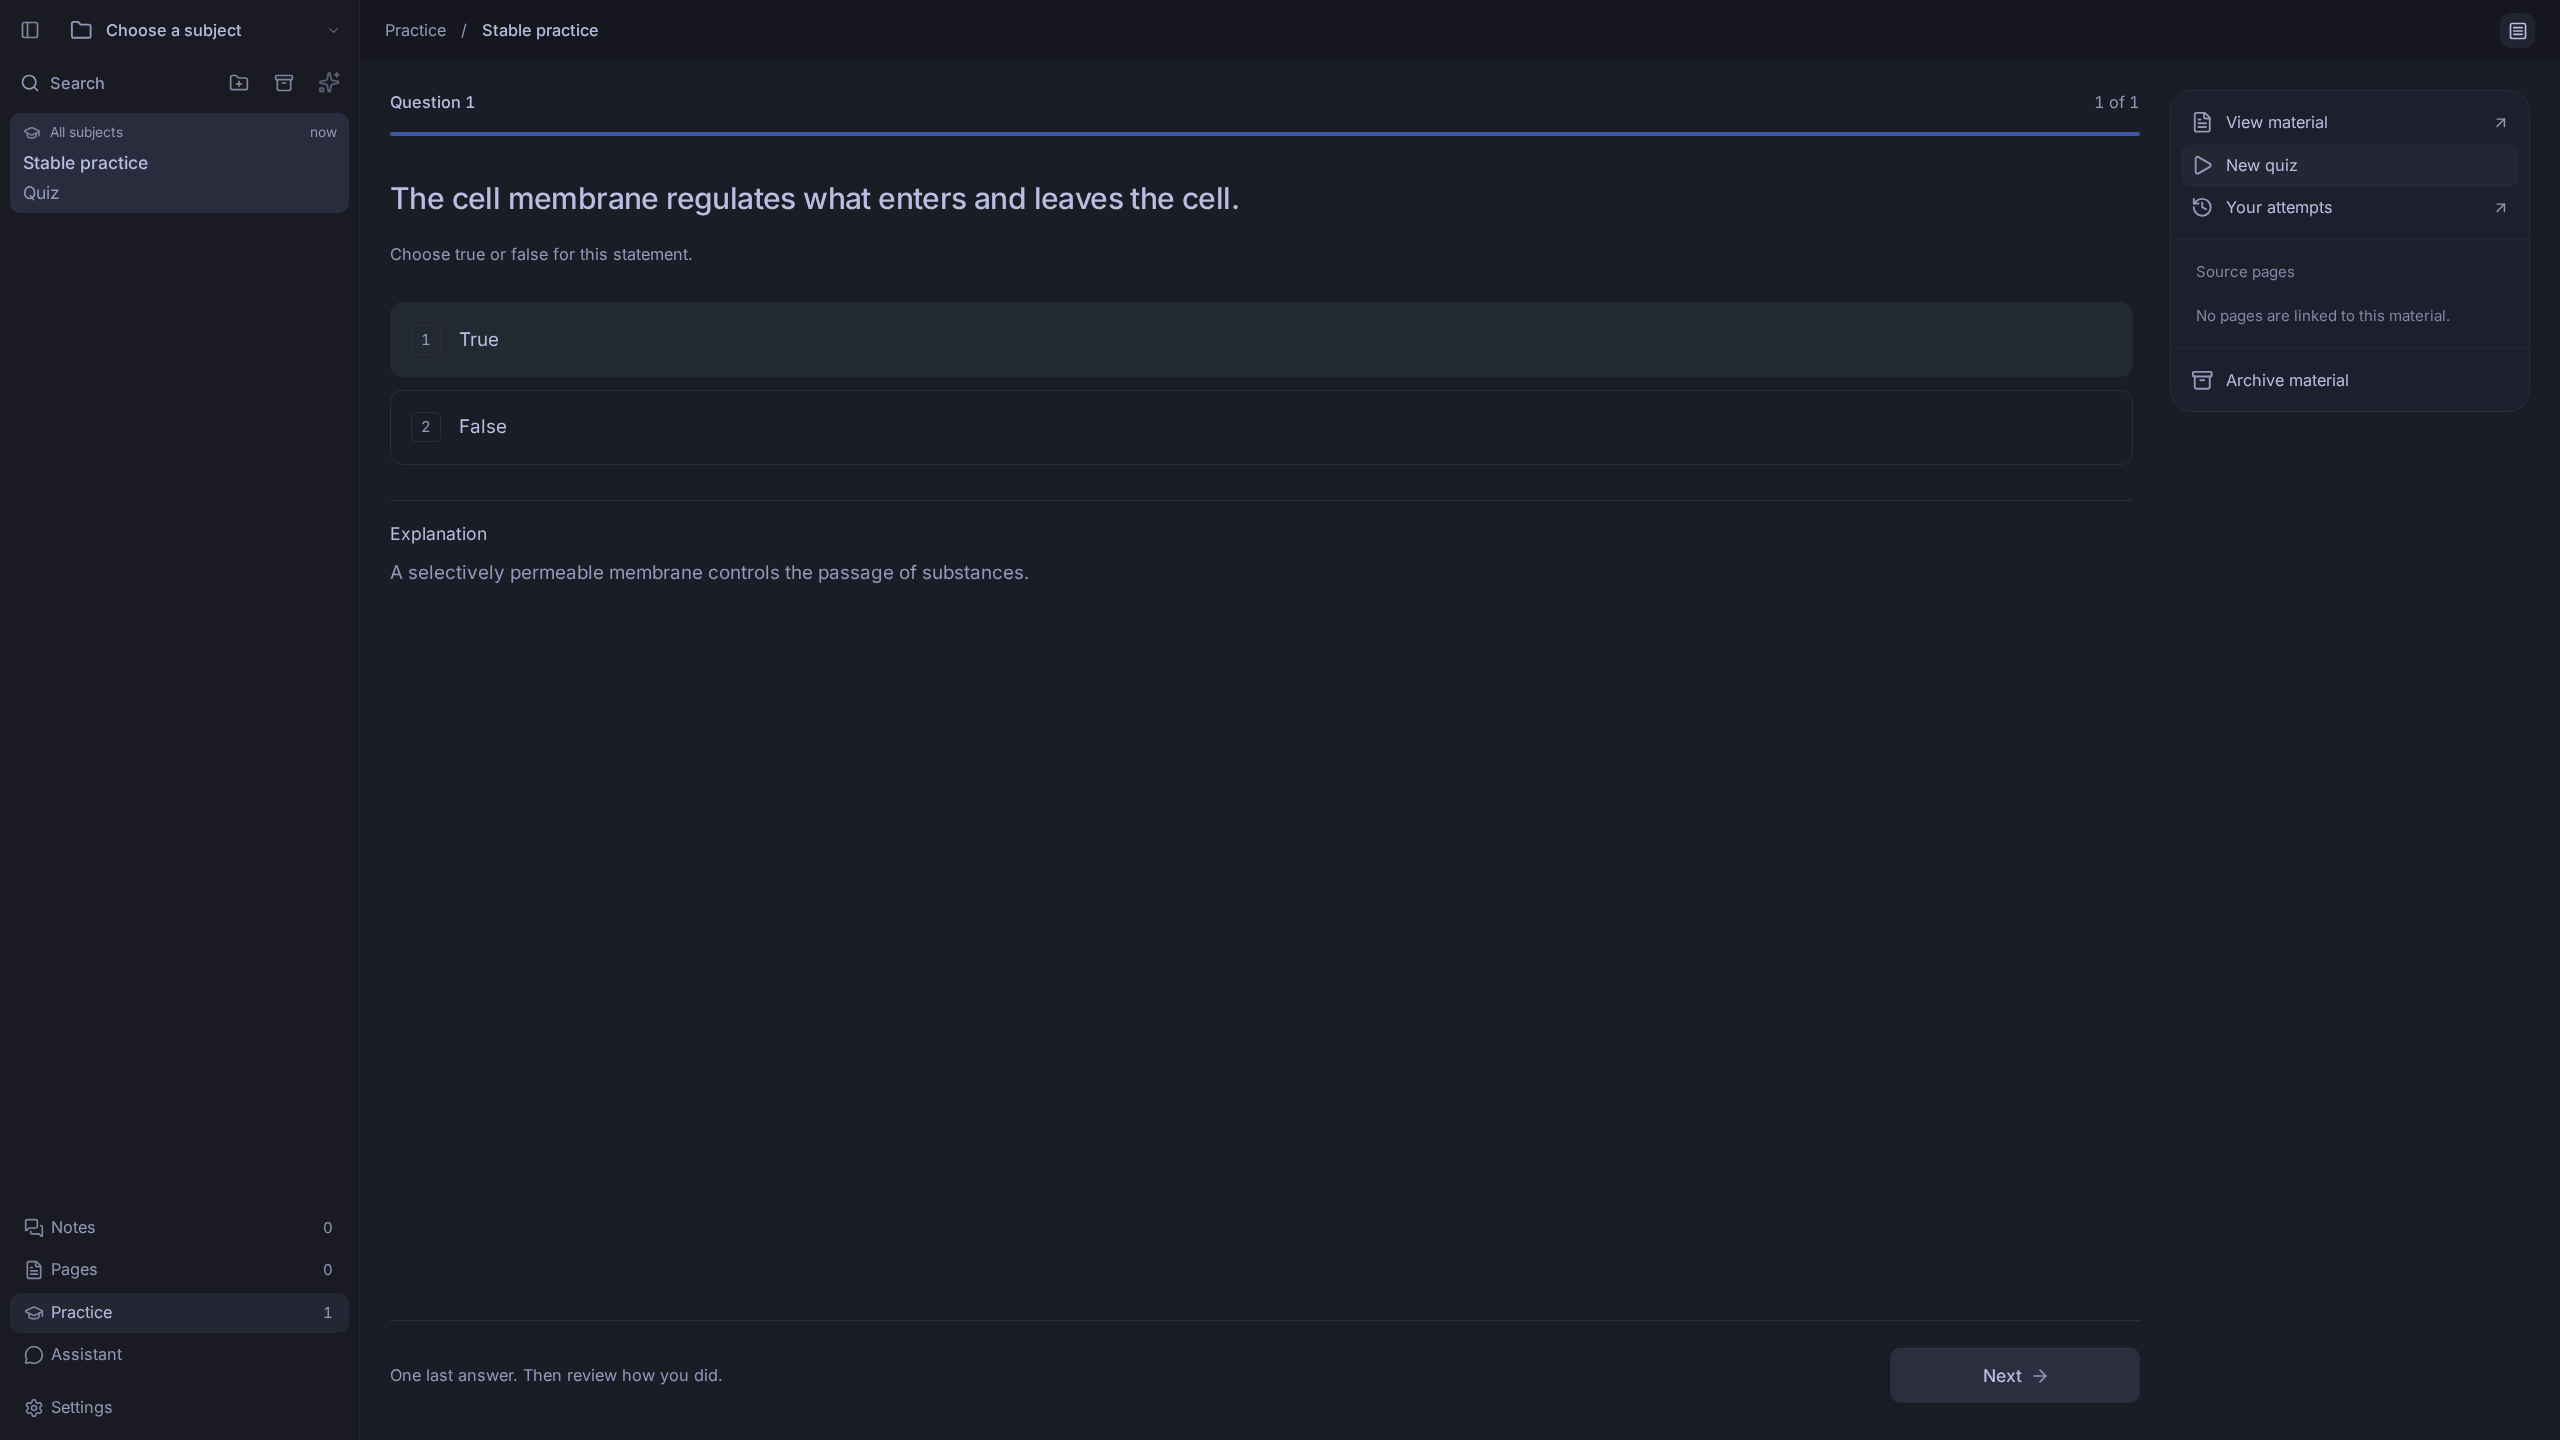 Choose a subject
Search
All subjects
now
Stable practice
Quiz
Notes
0
Pages
0
Practice
1
Assistant
Settings
Practice / Stable practice
Question 1
1 of 1
The cell membrane regulates what enters and leaves the cell.
Choose true or false for this statement.
1 True
2 False
Explanation
A selectively permeable membrane controls the passage of substances.
One last answer. Then review how you did.
Next
View material
New quiz
Your attempts
Source pages
No pages are linked to this material.
Archive material